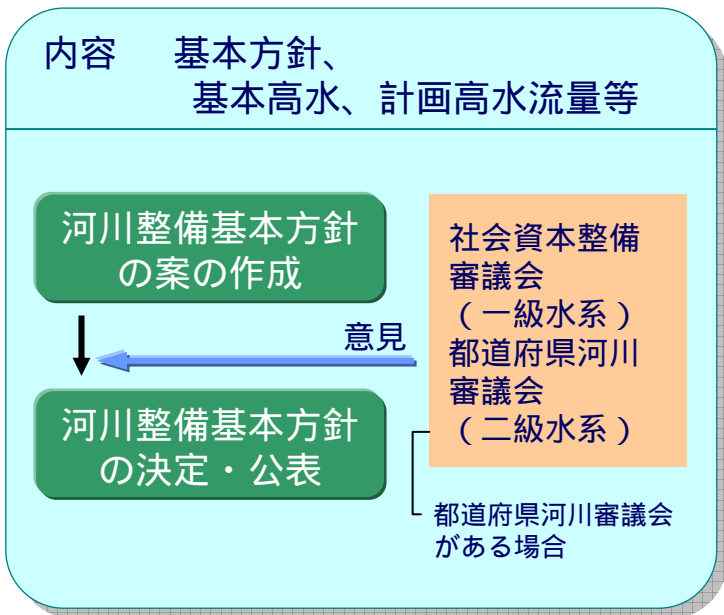 内容　基本方針、
基本高水、計画高水流量等
河川整備基本方針
の案の作成
意見
河川整備基本方針
の決定・公表
社会資本整備
審議会
（一級水系）
都道府県河川
審議会
（二級水系）
都道府県河川審議会
がある場合